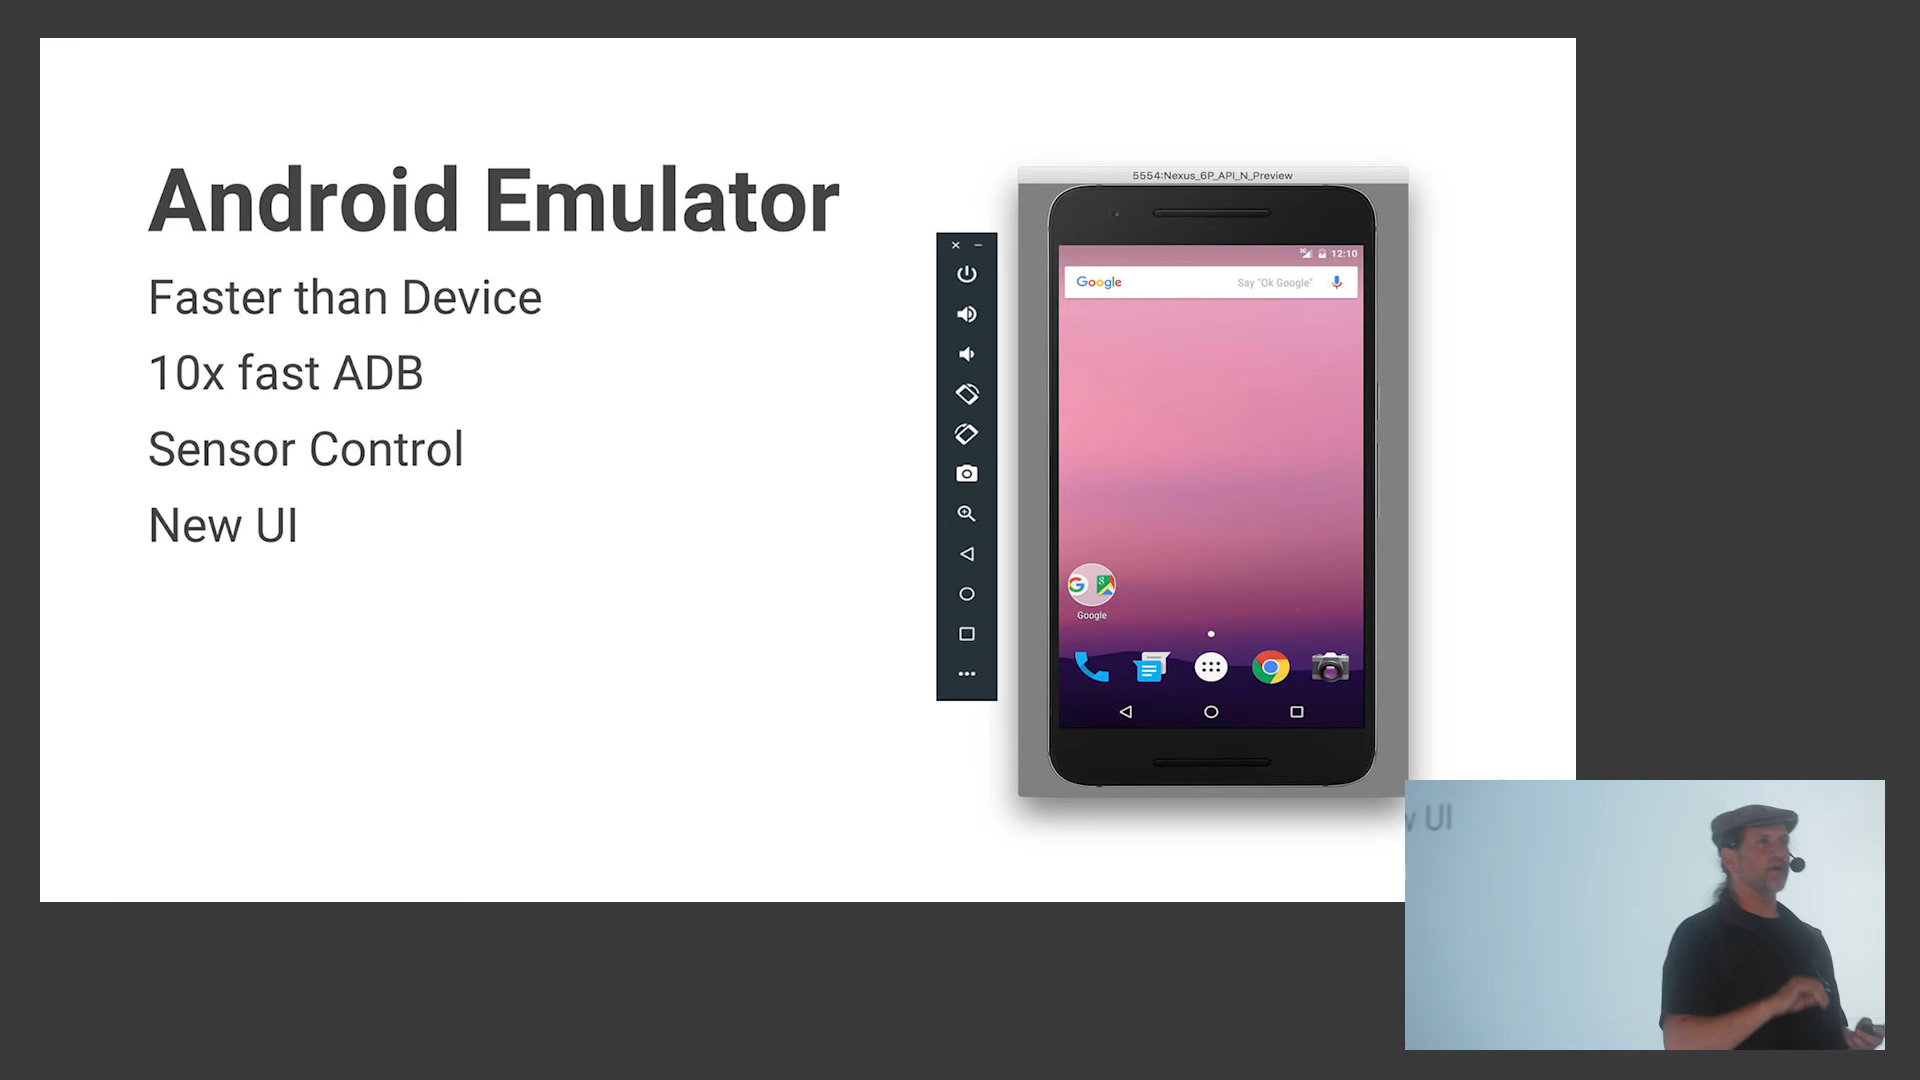 Android Emulator
Faster than Device
10x fast ADB
Sensor Control
New UI
5554:Nexus_6P_API_N_Preview
12:10
Google
Say "Ok Google"
Google
w UI